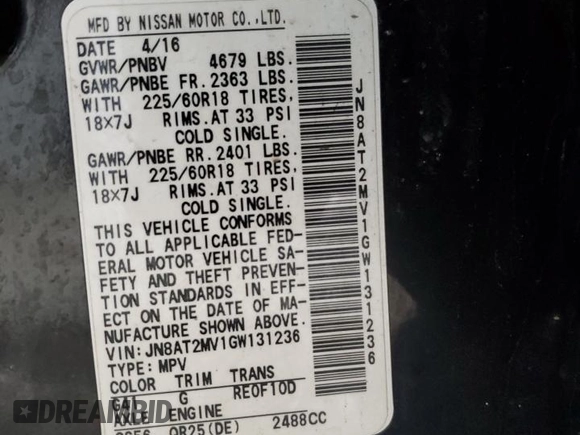 MFD BY NISSAN MOTOR CO.,LTD.
DATE 4/16
GVWR/PNBV 4679 LBS.
GAWR/PNBE FR. 2363 LBS.
WITH 225/60R18 TIRES,
18×7J RIMS.AT 33 PSI
COLD SINGLE.
GAWR/PNBE RR. 2401 LBS.
WITH 225/60R18 TIRES,
18×7J RIMS.AT 33 PSI
COLD SINGLE.
THIS VEHICLE CONFORMS
TO ALL APPLICABLE FED-
ERAL MOTOR VEHICLE SA-
FETY AND THEFT PREVEN-
TION STANDARDS IN EFF-
ECT ON THE DATE OF MA-
NUFACTURE SHOWN ABOVE.
VIN: JN8AT2MV1GW131236
TYPE: MPV
COLOR TRIM TRANS
GA G RE0F10D
AXLE ENGINE
QR25(DE) 2488CC
JN8AT2MV1GW131236
DREAMBID
DREAMBID.COM